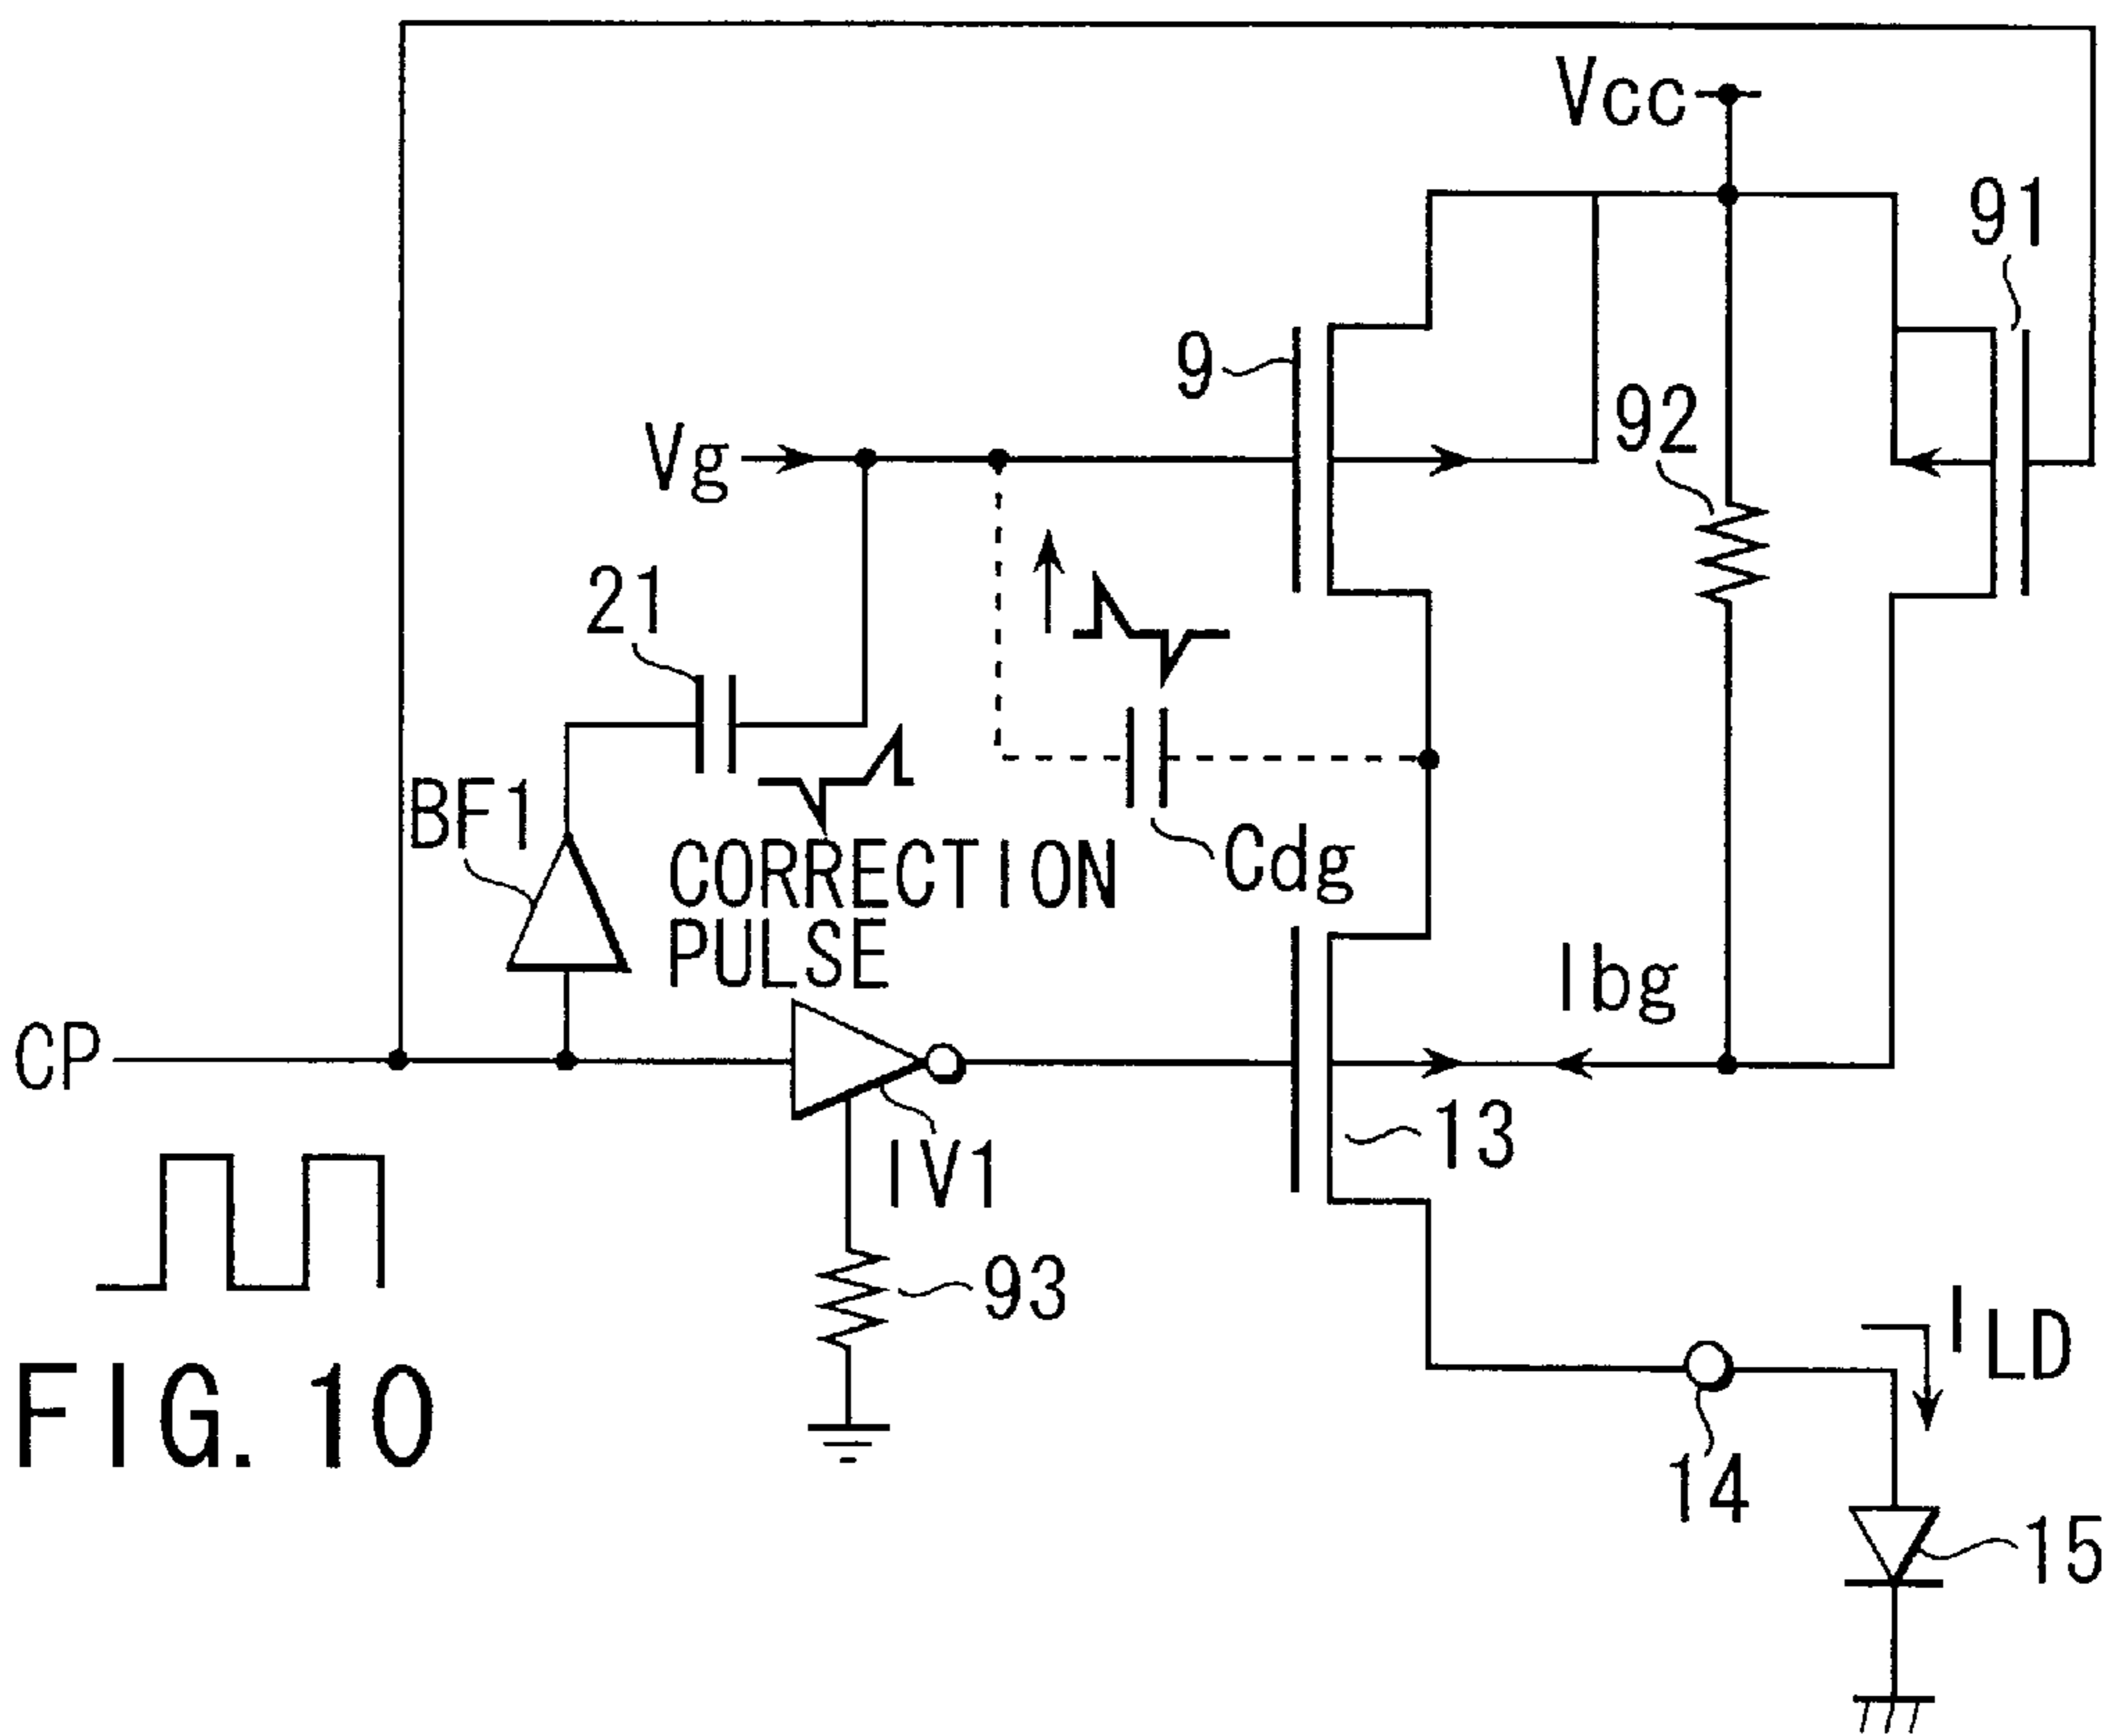 Vcc
91
9
92
Vg
21
BF1
CORRECTION
PULSE
Cdg
Ibg
CP
IV1
13
93
ILD
FIG. 10
14
15